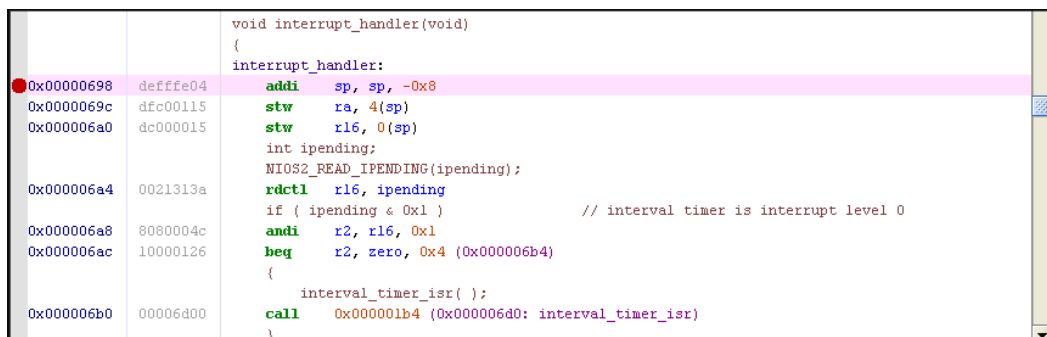 void interrupt_handler(void)
{
interrupt_handler:
0x00000698 defffe04 addi sp, sp, -0x8
0x0000069c dfc00115 stw ra, 4(sp)
0x000006a0 dc000015 stw r16, 0(sp)
int ipending;
NIOS2_READ_IPENDING(ipending);
0x000006a4 0021313a rdctl r16, ipending
if ( ipending & 0x1 ) // interval timer is interrupt level 0
0x000006a8 8080004c andi r2, r16, 0x1
0x000006ac 10000126 beq r2, zero, 0x4 (0x000006b4)
{
interval_timer_isr( );
0x000006b0 00006d00 call 0x000001b4 (0x000006d0: interval_timer_isr)
}